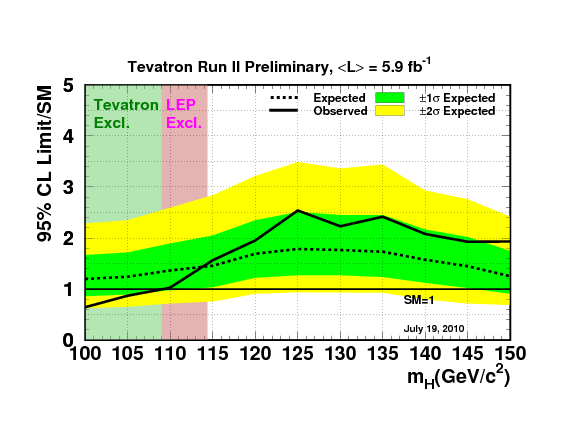 Tevatron Run II Preliminary, <L> = 5.9 fb-1
95% CL Limit/SM
5
4
3
2
1
0
Tevatron
Excl.
LEP
Excl.
Expected
Observed
±1σ Expected
±2σ Expected
SM=1
July 19, 2010
100 105 110 115 120 125 130 135 140 145 150
mH(GeV/c2)